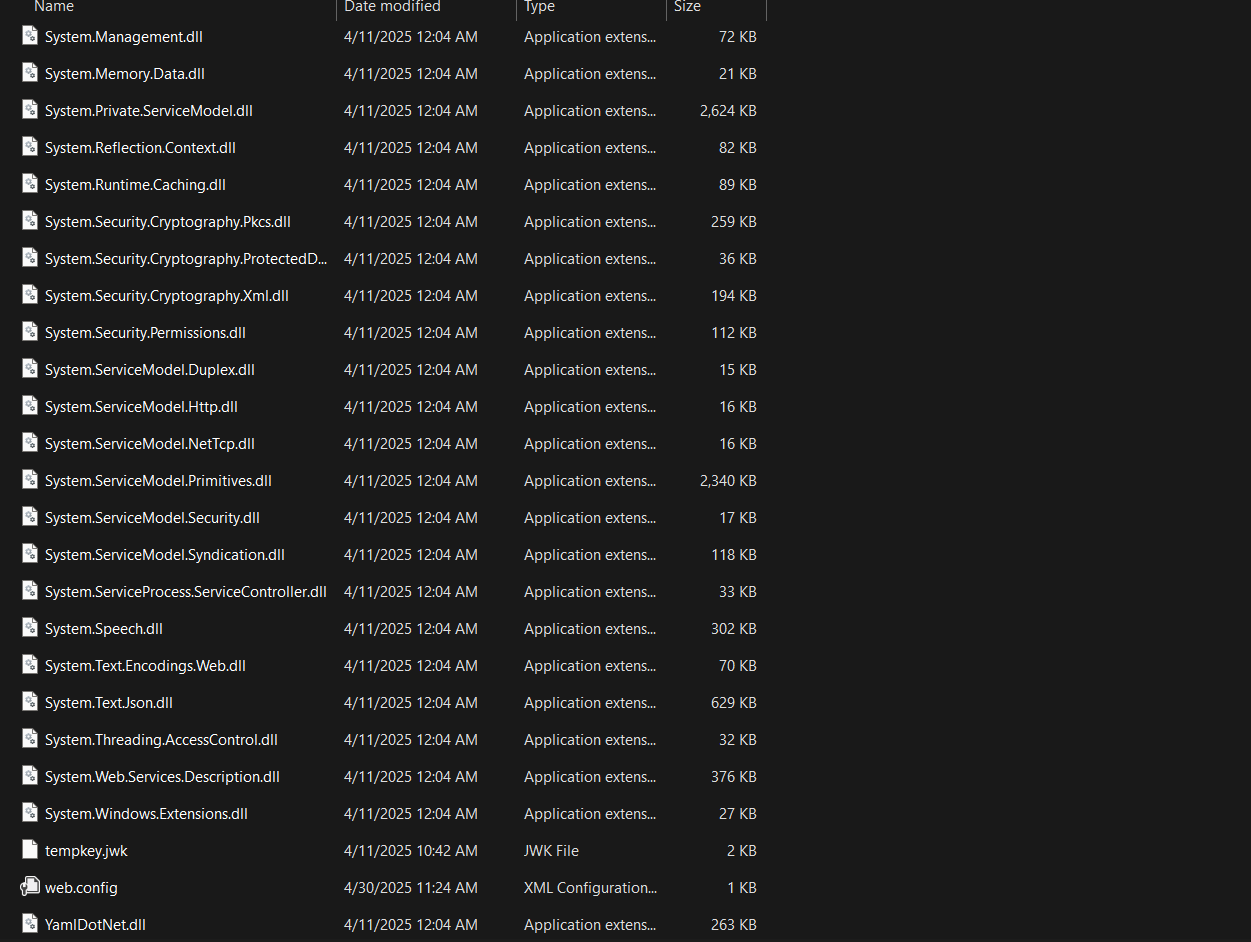 Name Date modified Type Size
System.Management.dll 4/11/2025 12:04 AM Application extens... 72 KB
System.Memory.Data.dll 4/11/2025 12:04 AM Application extens... 21 KB
System.Private.ServiceModel.dll 4/11/2025 12:04 AM Application extens... 2,624 KB
System.Reflection.Context.dll 4/11/2025 12:04 AM Application extens... 82 KB
System.Runtime.Caching.dll 4/11/2025 12:04 AM Application extens... 89 KB
System.Security.Cryptography.Pkcs.dll 4/11/2025 12:04 AM Application extens... 259 KB
System.Security.Cryptography.ProtectedD... 4/11/2025 12:04 AM Application extens... 36 KB
System.Security.Cryptography.Xml.dll 4/11/2025 12:04 AM Application extens... 194 KB
System.Security.Permissions.dll 4/11/2025 12:04 AM Application extens... 112 KB
System.ServiceModel.Duplex.dll 4/11/2025 12:04 AM Application extens... 15 KB
System.ServiceModel.Http.dll 4/11/2025 12:04 AM Application extens... 16 KB
System.ServiceModel.NetTcp.dll 4/11/2025 12:04 AM Application extens... 16 KB
System.ServiceModel.Primitives.dll 4/11/2025 12:04 AM Application extens... 2,340 KB
System.ServiceModel.Security.dll 4/11/2025 12:04 AM Application extens... 17 KB
System.ServiceModel.Syndication.dll 4/11/2025 12:04 AM Application extens... 118 KB
System.ServiceProcess.ServiceController.dll 4/11/2025 12:04 AM Application extens... 33 KB
System.Speech.dll 4/11/2025 12:04 AM Application extens... 302 KB
System.Text.Encodings.Web.dll 4/11/2025 12:04 AM Application extens... 70 KB
System.Text.Json.dll 4/11/2025 12:04 AM Application extens... 629 KB
System.Threading.AccessControl.dll 4/11/2025 12:04 AM Application extens... 32 KB
System.Web.Services.Description.dll 4/11/2025 12:04 AM Application extens... 376 KB
System.Windows.Extensions.dll 4/11/2025 12:04 AM Application extens... 27 KB
tempkey.jwk 4/11/2025 10:42 AM JWK File 2 KB
web.config 4/30/2025 11:24 AM XML Configuration... 1 KB
YamlDotNet.dll 4/11/2025 12:04 AM Application extens... 263 KB